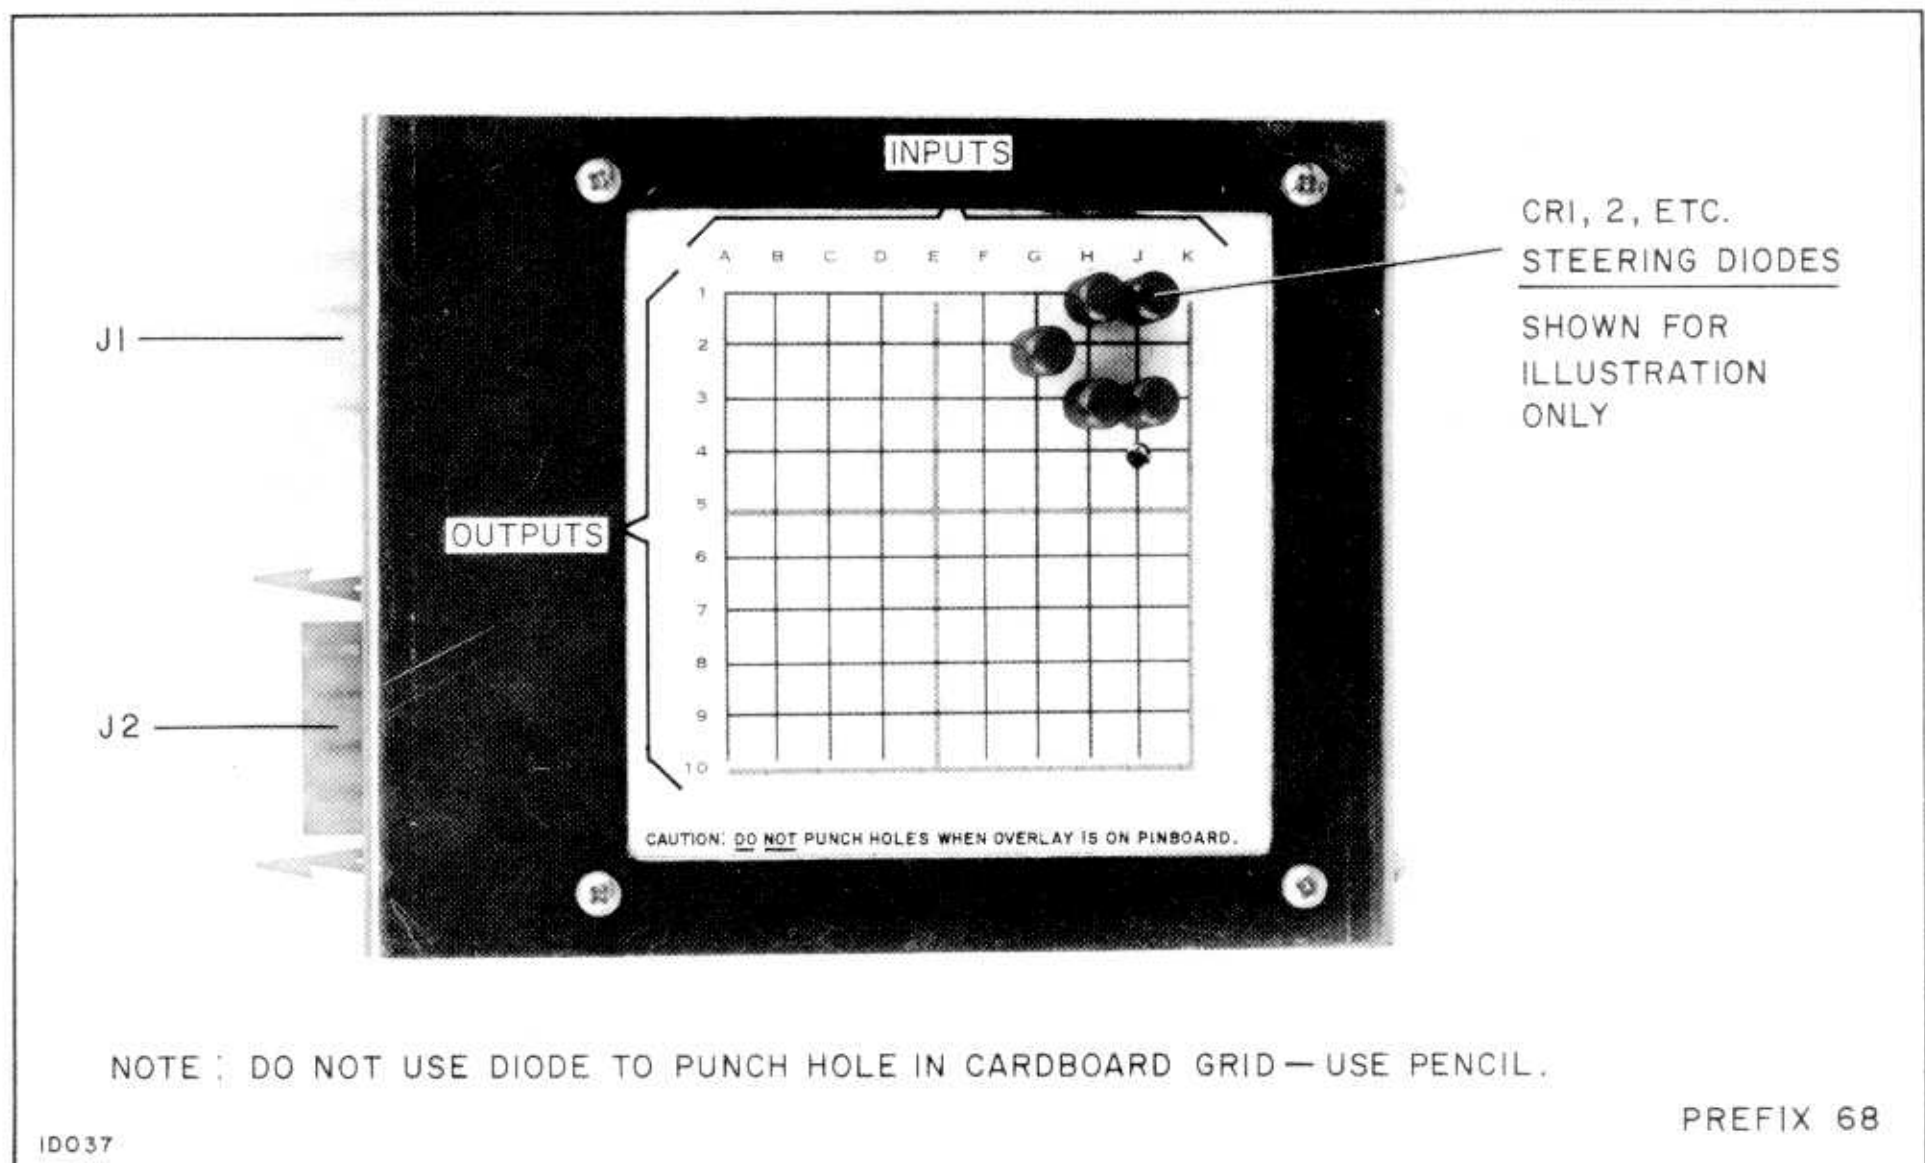 INPUTS
CR1, 2, ETC.
STEERING DIODES
SHOWN FOR
ILLUSTRATION
ONLY
A B C D E F G H J K
1
2
3
4
5
6
7
8
9
10
J1
OUTPUTS
J2
CAUTION: DO NOT PUNCH HOLES WHEN OVERLAY IS ON PINBOARD.
NOTE: DO NOT USE DIODE TO PUNCH HOLE IN CARDBOARD GRID — USE PENCIL.
PREFIX 68
ID037